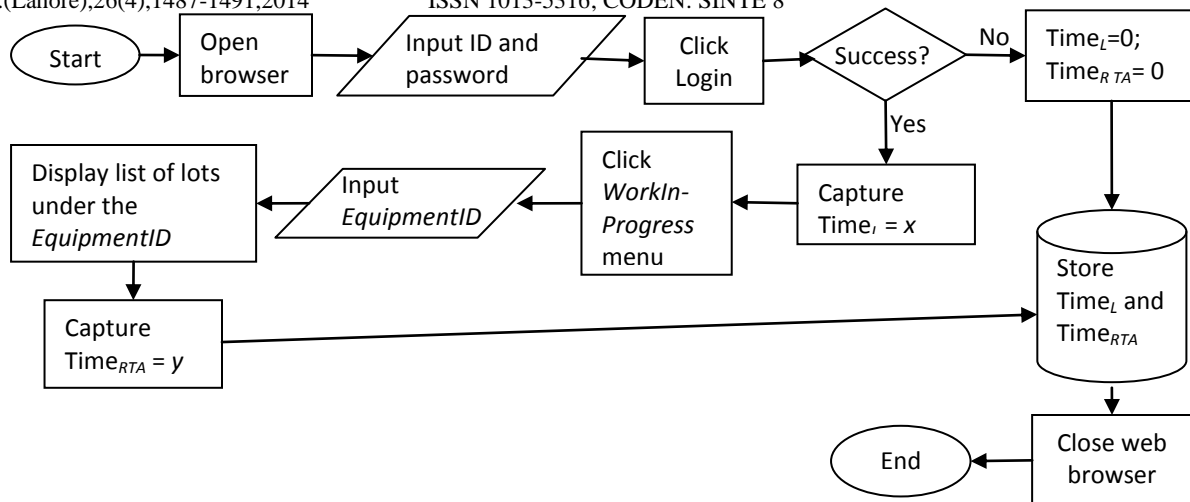 .(Lahore),26(4),1487-1491,2014 ISSN 1013-5316; CODEN: SINTE 8
Start
Open
browser
Input ID and
password
Click
Login
Success?
No
Time_L=0;
Time_R TA= 0
Yes
Capture
Time_L = x
Click
WorkIn-
Progress
menu
Input
EquipmentID
Display list of lots
under the
EquipmentID
Capture
Time_RTA = y
Store
Time_L and
Time_RTA
Close web
browser
End